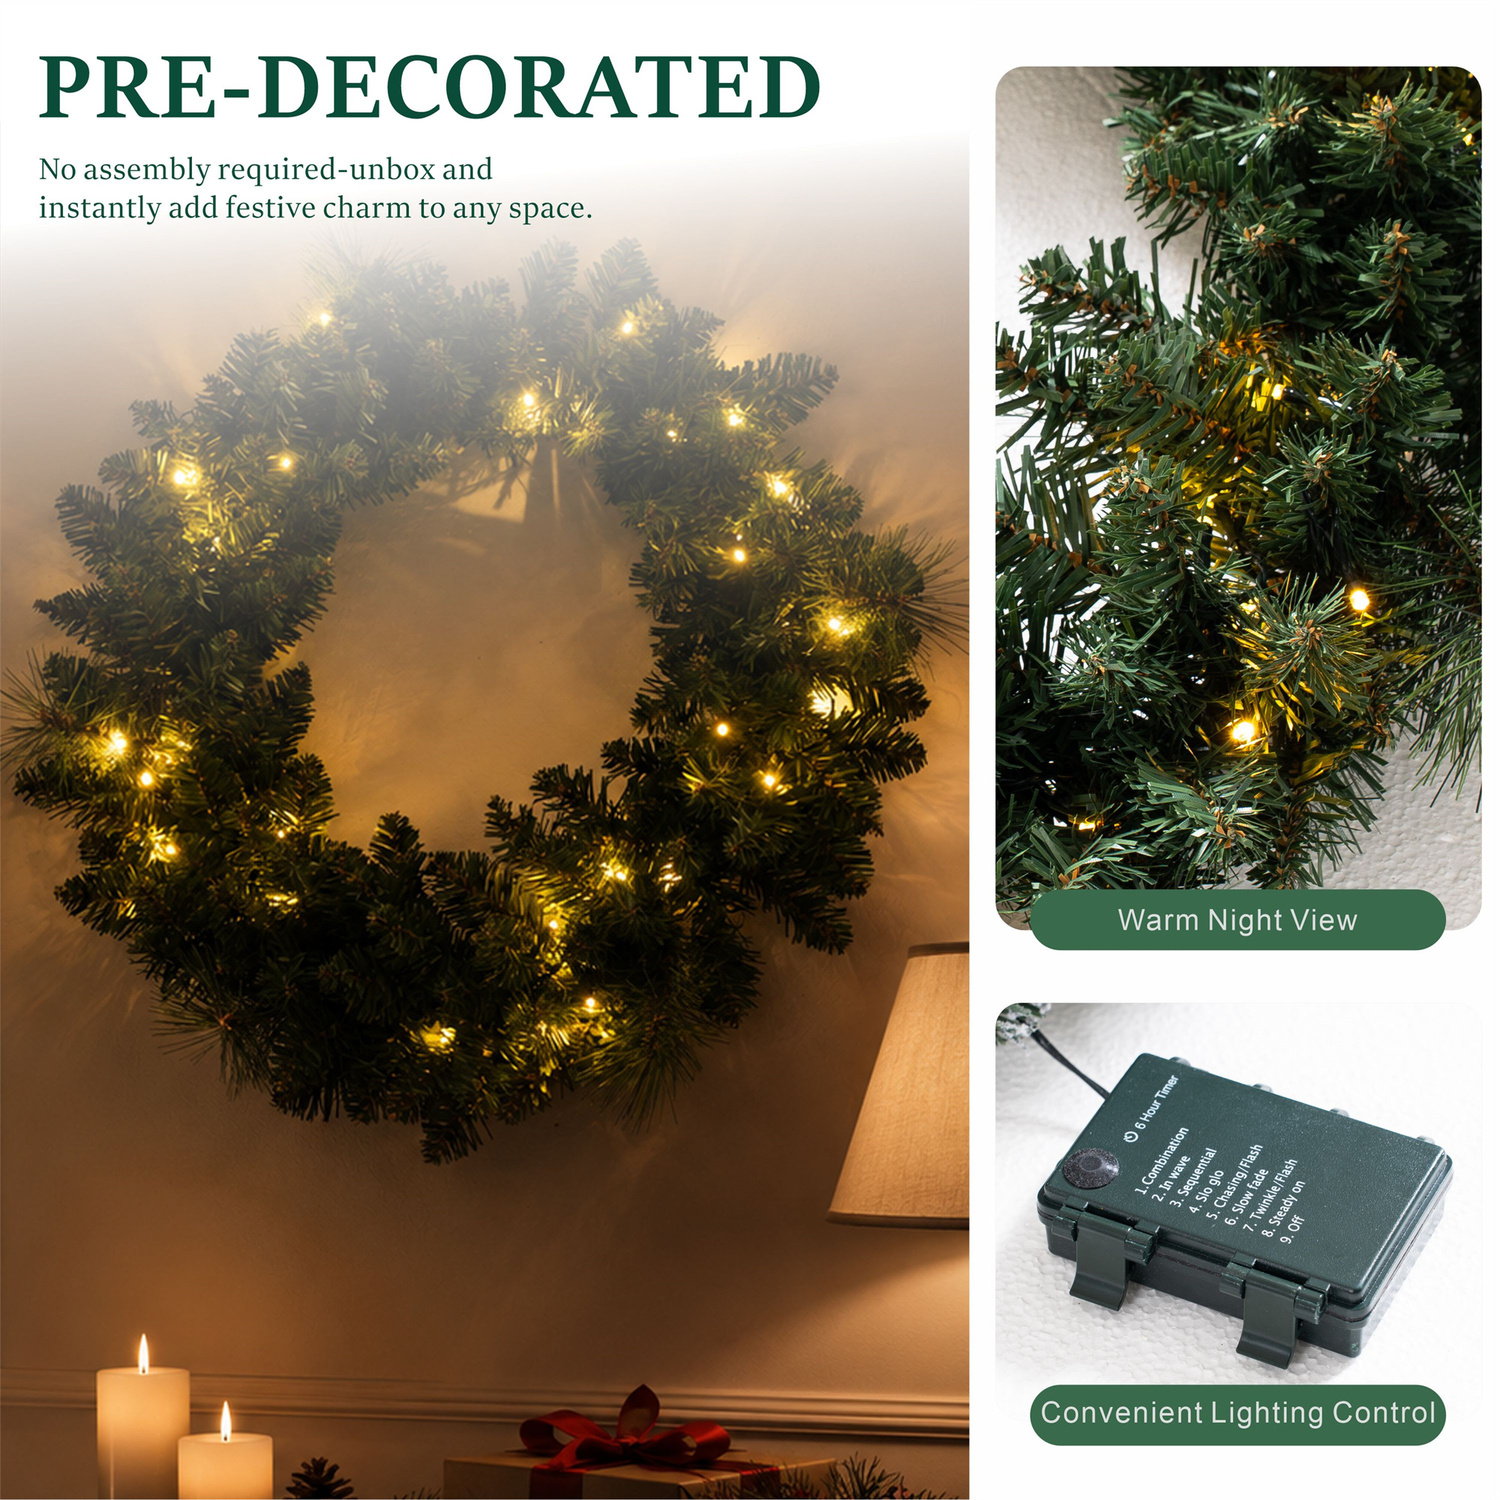 PRE-DECORATED
No assembly required-unbox and
instantly add festive charm to any space.
Warm Night View
6 Hour Timer
1. Combination
2. In wave
3. Sequential
4. Slo glo
5. Chasing/Flash
6. Slow fade
7. Twinkle/Flash
8. Steady on
9. Off
Convenient Lighting Control